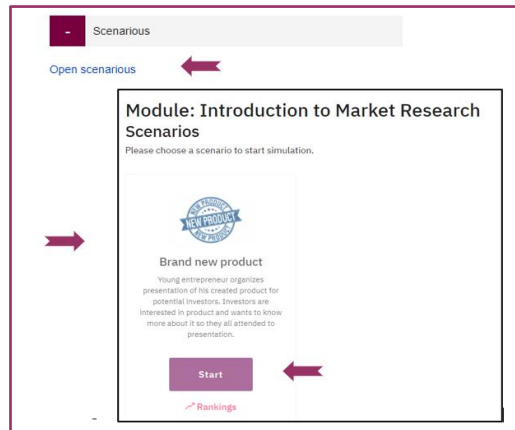 - Scenarious
Open scenarious
Module: Introduction to Market Research
Scenarios
Please choose a scenario to start simulation.
NEW PRODUCT
NEW PRODUCT
NEW PRODUCT
Brand new product
Young entrepreneur organizes
presentation of his created product for
potential investors. Investors are
interested in product and wants to know
more about it so they all attended to
presentation.
Start
Rankings
-